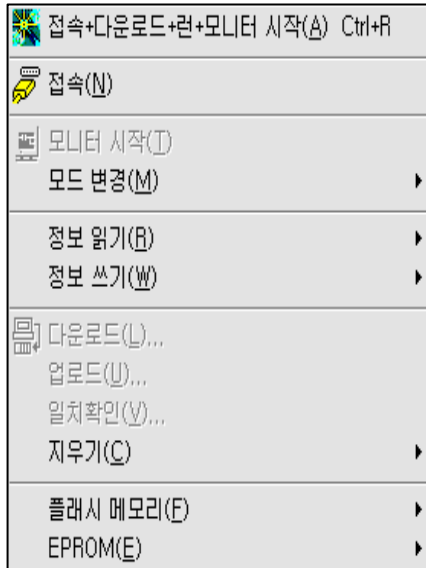 접속+다운로드+런+모니터 시작(A) Ctrl+R
접속(N)
모니터 시작(T)
모드 변경(M)
정보 읽기(R)
정보 쓰기(W)
다운로드(L)...
업로드(U)...
일치확인(V)...
지우기(C)
플래시 메모리(F)
EPROM(E)